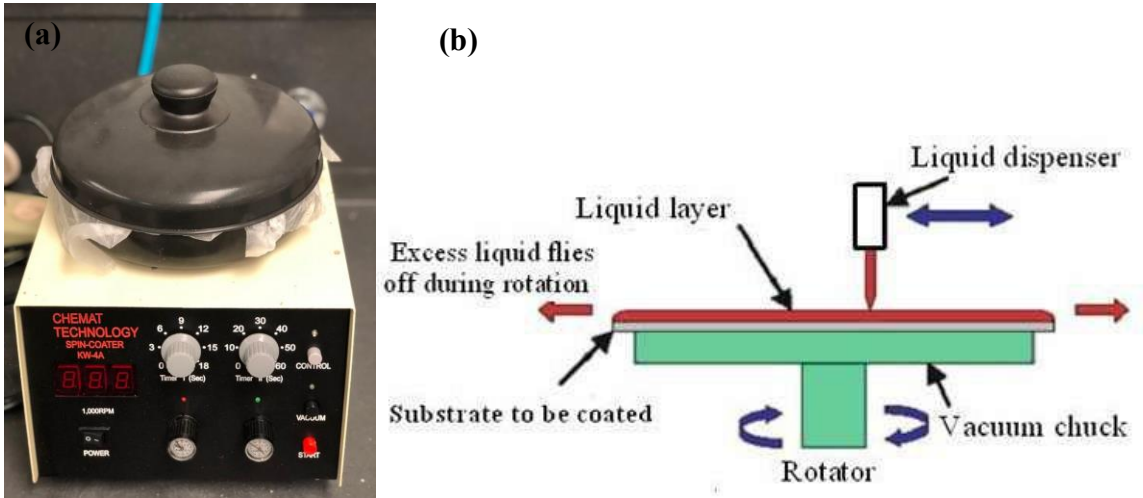 (a)
CHEMAT
TECHNOLOGY
SPIN-COATER
KW-4A
1,000RPM
POWER
9
6 12
3 15
0 18
Timer I (Sec)
30
20 40
10 50
0 60
Timer II (Sec)
CONTROL
VACUUM
START
(b)
Liquid dispenser
Liquid layer
Excess liquid flies
off during rotation
Substrate to be coated
Vacuum chuck
Rotator